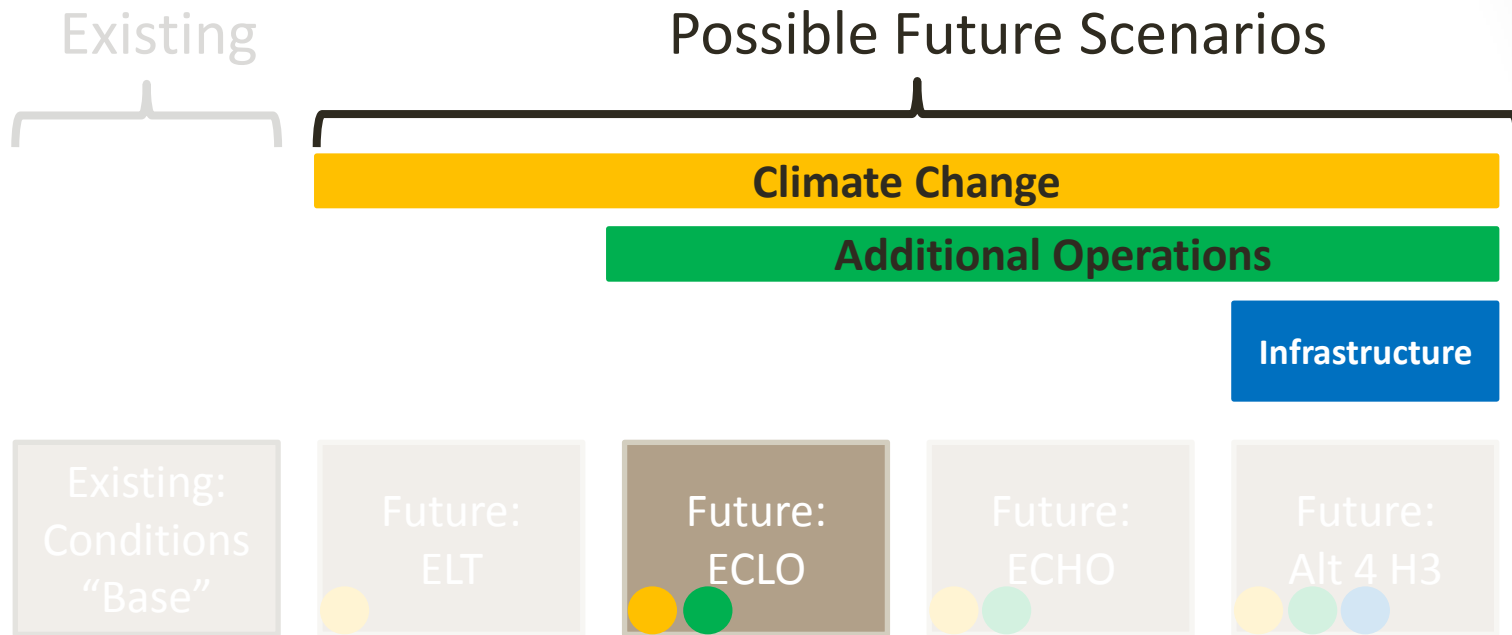 Existing
Possible Future Scenarios
Climate Change
Additional Operations
Infrastructure
Existing:
Conditions
“Base”
Future:
ELT
Future:
ECLO
Future:
ECHO
Future:
Alt 4 H3